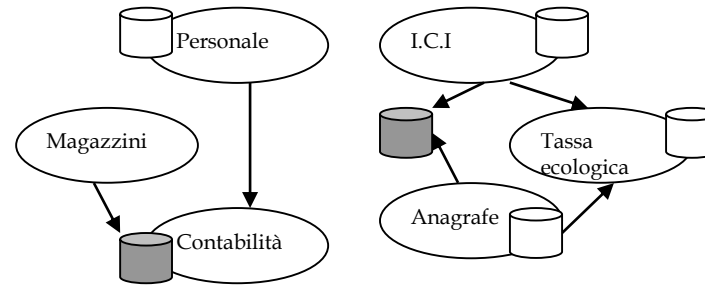 Personale
I.C.I
Magazzini
Tassa
ecologica
Anagrafe
Contabilità